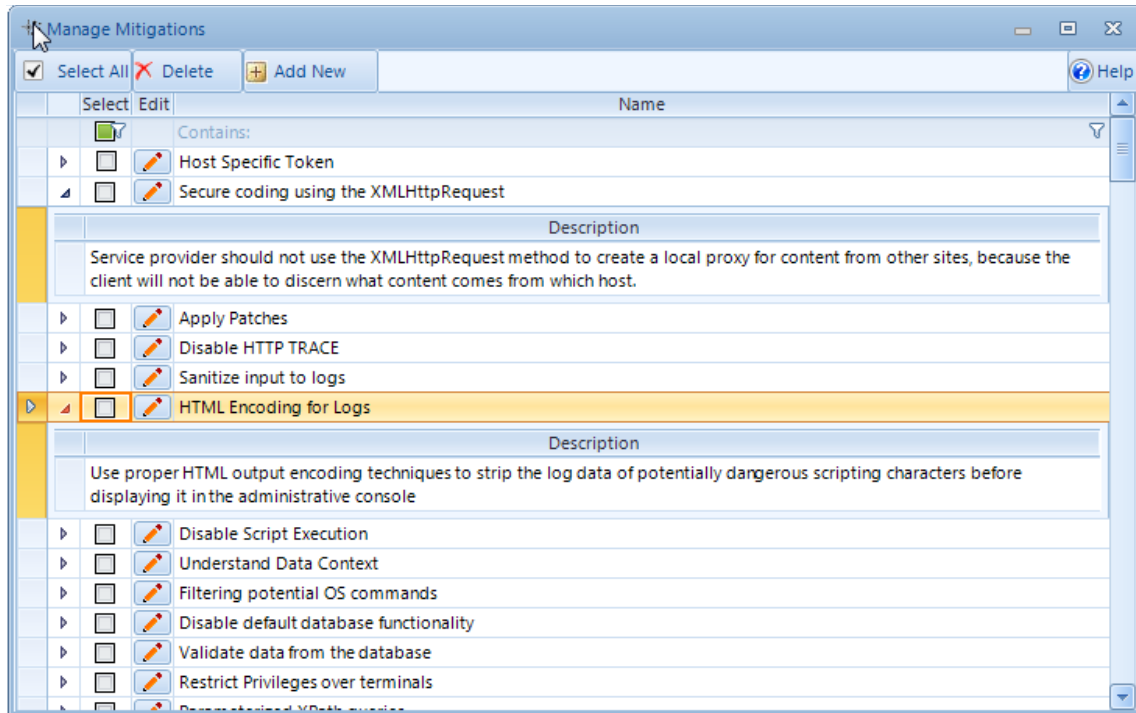 Manage Mitigations
Select All Delete Add New Help
Select Edit Name
Contains:
Host Specific Token
Secure coding using the XMLHttpRequest
Description
Service provider should not use the XMLHttpRequest method to create a local proxy for content from other sites, because the
client will not be able to discern what content comes from which host.
Apply Patches
Disable HTTP TRACE
Sanitize input to logs
HTML Encoding for Logs
Description
Use proper HTML output encoding techniques to strip the log data of potentially dangerous scripting characters before
displaying it in the administrative console
Disable Script Execution
Understand Data Context
Filtering potential OS commands
Disable default database functionality
Validate data from the database
Restrict Privileges over terminals
Parameterized XPath queries